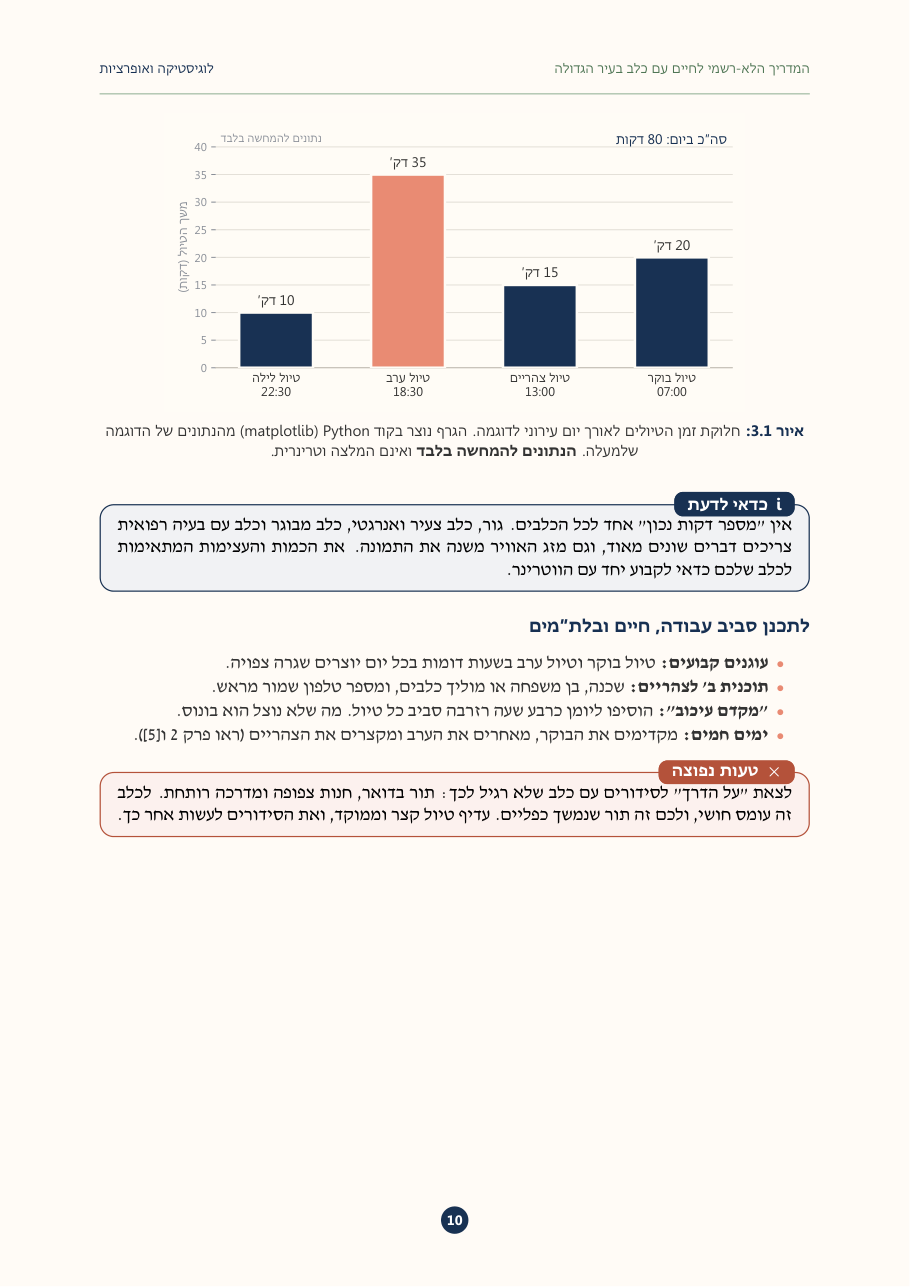 המדריך הלא-רשמי לחיים עם כלב בעיר הגדולה
לוגיסטיקה ואופרציות
סה״כ ביום: 80 דקות
נתונים להמחשה בלבד
משך הטיול (דקות)
40
35
30
25
20
15
10
5
0
20 דק׳
15 דק׳
35 דק׳
10 דק׳
טיול בוקר
07:00
טיול צהריים
13:00
טיול ערב
18:30
טיול לילה
22:30
איור 3.1: חלוקת זמן הטיולים לאורך יום עירוני לדוגמה. הגרף נוצר בקוד Python (matplotlib) מהנתונים של הדוגמה
שלמעלה. הנתונים להמחשה בלבד ואינם המלצה וטרינרית.
i כדאי לדעת
אין ״מספר דקות נכון״ אחד לכל הכלבים. גור, כלב צעיר ואנרגטי, כלב מבוגר וכלב עם בעיה רפואית
צריכים דברים שונים מאוד, וגם מזג האוויר משנה את התמונה. את הכמות והעצימות המתאימות
לכלב שלכם כדאי לקבוע יחד עם הווטרינר.
לתכנן סביב עבודה, חיים ובלת״מים
• עוגנים קבועים: טיול בוקר וטיול ערב בשעות דומות בכל יום יוצרים שגרה צפויה.
• תוכנית ב׳ לצהריים: שכנה, בן משפחה או מוליך כלבים, ומספר טלפון שמור מראש.
• ״מקדם עיכוב״: הוסיפו ליומן כרבע שעה רזרבה סביב כל טיול. מה שלא נוצל הוא בונוס.
• ימים חמים: מקדימים את הבוקר, מאחרים את הערב ומקצרים את הצהריים (ראו פרק 2 ו[5]).
× טעות נפוצה
לצאת ״על הדרך״ לסידורים עם כלב שלא רגיל לכך: תור בדואר, חנות צפופה ומדרכה רותחת. לכלב
זה עומס חושי, ולכם זה תור שנמשך כפליים. עדיף טיול קצר וממוקד, ואת הסידורים לעשות אחר כך.
10